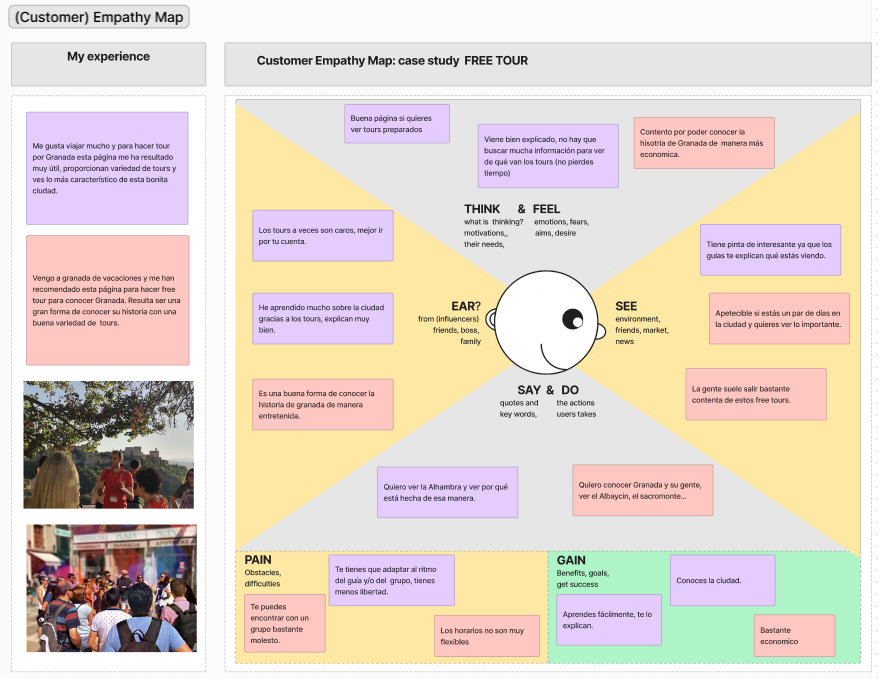 (Customer) Empathy Map
My experience
Customer Empathy Map: case study FREE TOUR
Me gusta viajar mucho y para hacer tour
por Granada esta página me ha resultado
muy útil, proporcionan variedad de tours y
ves lo más característico de esta bonita
ciudad.
Vengo a granada de vacaciones y me han
recomendado esta página para hacer free
tour para conocer Granada. Resulta ser una
gran forma de conocer su historia con una
buena variedad de tours.
Buena página si quieres
ver tours preparados
Viene bien explicado, no hay que
buscar mucha información para ver
de qué van los tours (no pierdes
tiempo)
Contento por poder conocer la
hisotria de Granada de manera más
economica.
THINK & FEEL
what is thinking? emotions, fears,
motivations,, aims, desire
their needs,
Los tours a veces son caros, mejor ir
por tu cuenta.
He aprendido mucho sobre la ciudad
gracias a los tours, explican muy
bien.
Es una buena forma de conocer la
historia de granada de manera
entretenida.
EAR?
from (influencers)
friends, boss,
family
SEE
environment,
friends, market,
news
Tiene pinta de interesante ya que los
guías te explican qué estás viendo.
Apetecible si estás un par de días en
la ciudad y quieres ver lo importante.
La gente suele salir bastante
contenta de estos free tours.
SAY & DO
quotes and the actions
key words, users takes
Quiero ver la Alhambra y ver por qué
está hecha de esa manera.
Quiero conocer Granada y su gente,
ver el Albaycin, el sacromonte...
PAIN
Obstacles,
difficulties
Te tienes que adaptar al ritmo
del guía y/o del grupo, tienes
menos libertad.
Te puedes
encontrar con un
grupo bastante
molesto.
Los horarios no son muy
flexibles
GAIN
Benefits, goals,
get success
Conoces la ciudad.
Aprendes fácilmente, te lo
explican.
Bastante
economico